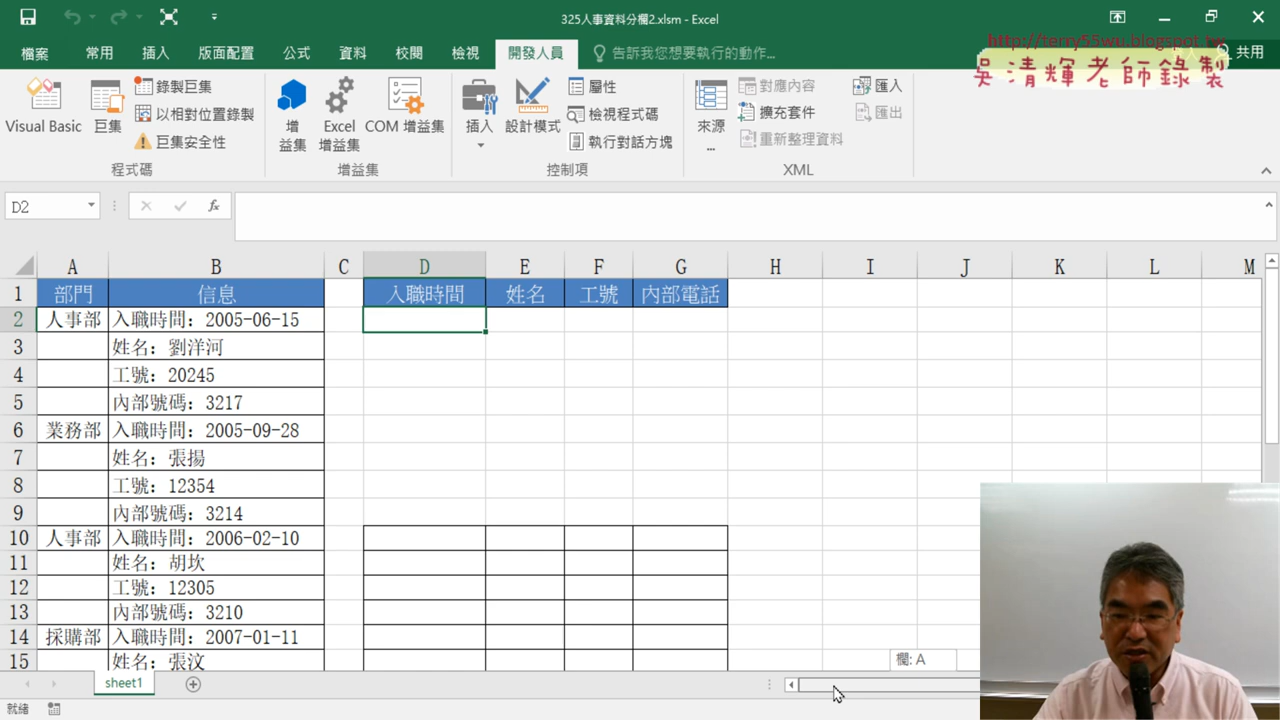 325人事資料分欄2.xlsm - Excel
http://terry55wu.blogspot.tw
吳清輝老師錄製
檔案 常用 插入 版面配置 公式 資料 校閱 檢視 開發人員 告訴我您想要執行的動作... 共用
Visual Basic 巨集 錄製巨集 以相對位置錄製 巨集安全性 程式碼
增益集 Excel 增益集 COM 增益集 增益集
插入 設計模式 屬性 檢視程式碼 執行對話方塊 控制項
來源... 對應內容 擴充套件 重新整理資料 匯入 匯出 XML
D2 fx
A B C D E F G H I J K L M
1 部門 信息 入職時間 姓名 工號 內部電話
2 人事部 入職時間：2005-06-15
3 姓名：劉洋河
4 工號：20245
5 內部號碼：3217
6 業務部 入職時間：2005-09-28
7 姓名：張揚
8 工號：12354
9 內部號碼：3214
10 人事部 入職時間：2006-02-10
11 姓名：胡坎
12 工號：12305
13 內部號碼：3210
14 採購部 入職時間：2007-01-11
15 姓名：張汶
欄: A
sheet1
就緒